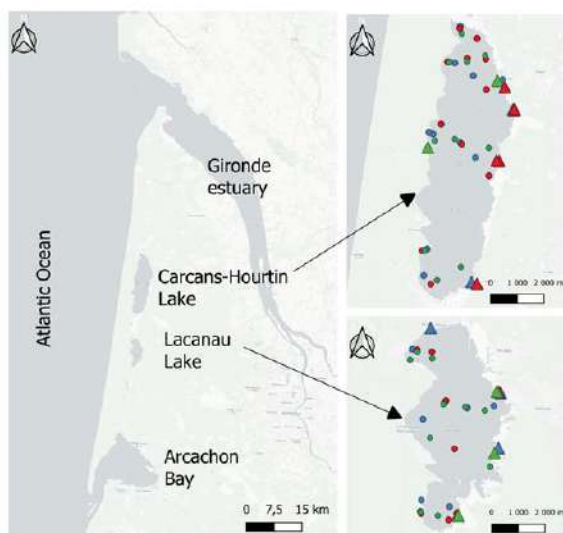 Gironde
estuary
Atlantic Ocean
Carcans-Hourtin
Lake
Lacanau
Lake
Arcachon
Bay
0 7,5 15 km
0 1 000 2 000 m
0 1 000 2 000 m